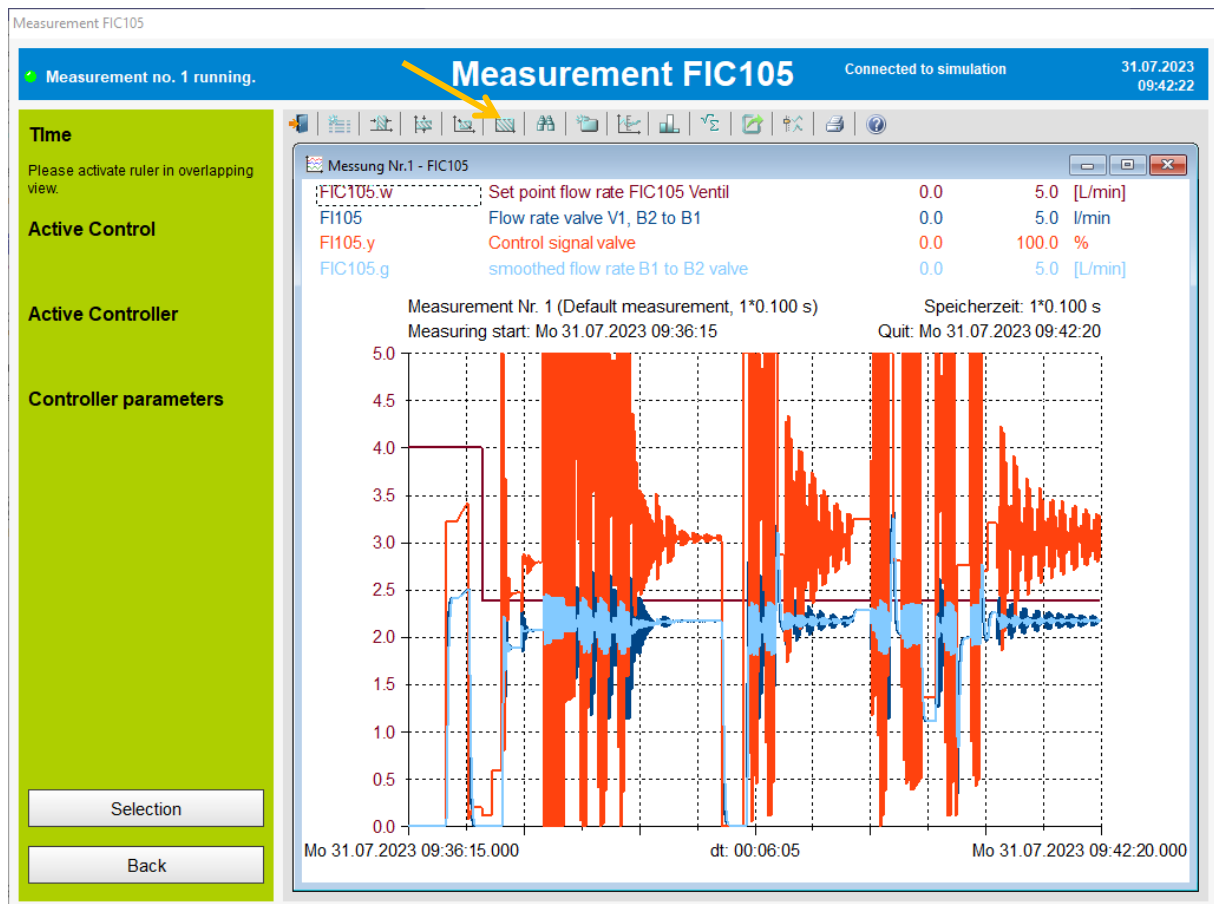 Measurement FIC105
Measurement no. 1 running.
Measurement FIC105
Connected to simulation
31.07.2023
09:42:22
TIme
Please activate ruler in overlapping
view.
Active Control
Active Controller
Controller parameters
Selection
Back
Messung Nr.1 - FIC105
FIC105.w Set point flow rate FIC105 Ventil 0.0 5.0 [L/min]
FI105 Flow rate valve V1, B2 to B1 0.0 5.0 l/min
FI105.y Control signal valve 0.0 100.0 %
FIC105.g smoothed flow rate B1 to B2 valve 0.0 5.0 [L/min]
Measurement Nr. 1 (Default measurement, 1*0.100 s) Speicherzeit: 1*0.100 s
Measuring start: Mo 31.07.2023 09:36:15 Quit: Mo 31.07.2023 09:42:20
5.0
4.5
4.0
3.5
3.0
2.5
2.0
1.5
1.0
0.5
0.0
Mo 31.07.2023 09:36:15.000 dt: 00:06:05 Mo 31.07.2023 09:42:20.000